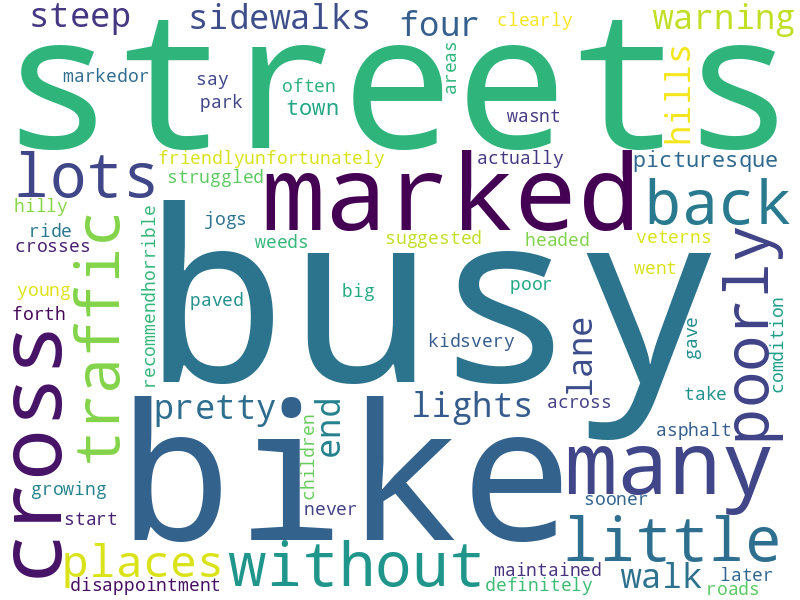 steep
sidewalks
four
clearly
warning
streets
markedor
say
park
often
town
areas
wasnt
hills
lots
friendlyunfortunately
struggled
marked
actually
picturesque
back
hilly
ride
crosses
traffic
recommendhorrible
jogs
weeds
busy
suggested
headed
veterns
went
poorly
young
forth
paved
big
poor
kidsvery
lane
gave
comdition
cross
pretty
end
lights
across
take
asphalt
bike
children
never
many
sooner
growing
start
places
disappointment
without
maintained
definitely
little
walk
later
roads